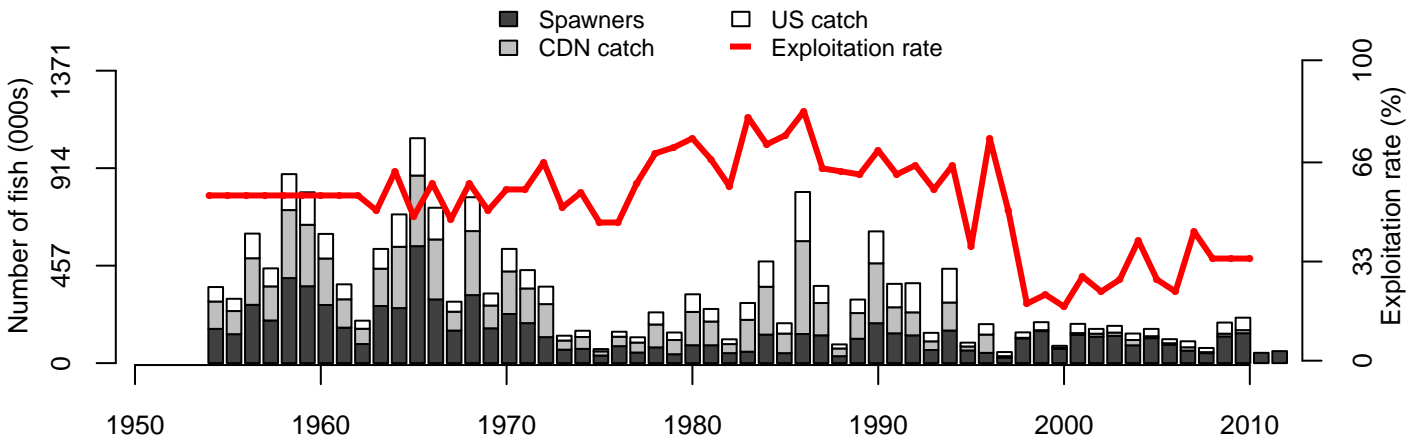 Spawners
US catch
CDN catch
Exploitation rate
Number of fish (000s)
1371
914
457
0
Exploitation rate (%)
100
66
33
0
1950 1960 1970 1980 1990 2000 2010